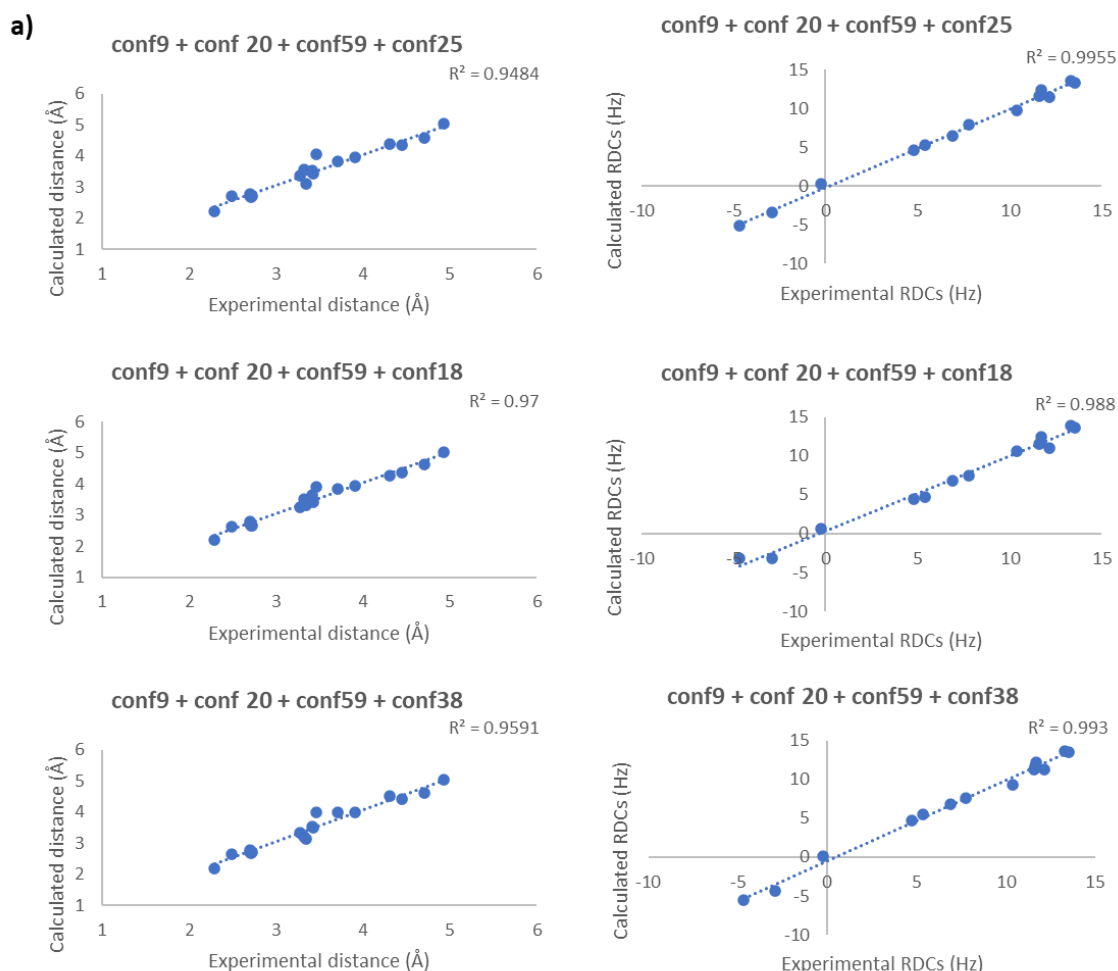 a)
conf9 + conf 20 + conf59 + conf25
R² = 0.9484
6
5
4
3
2
1
1 2 3 4 5 6
Calculated distance (Å)
Experimental distance (Å)
conf9 + conf 20 + conf59 + conf25
R² = 0.9955
15
10
5
0
-5
-10
-10 -5 0 5 10 15
Calculated RDCs (Hz)
Experimental RDCs (Hz)
conf9 + conf 20 + conf59 + conf18
R² = 0.97
6
5
4
3
2
1
1 2 3 4 5 6
Calculated distance (Å)
Experimental distance (Å)
conf9 + conf 20 + conf59 + conf18
R² = 0.988
15
10
5
0
-5
-10
-10 -5 0 5 10 15
Calculated RDCs (Hz)
Experimental RDCs (Hz)
conf9 + conf 20 + conf59 + conf38
R² = 0.9591
6
5
4
3
2
1
1 2 3 4 5 6
Calculated distance (Å)
Experimental distance (Å)
conf9 + conf 20 + conf59 + conf38
R² = 0.993
15
10
5
0
-5
-10
-10 -5 0 5 10 15
Calculated RDCs (Hz)
Experimental RDCs (Hz)